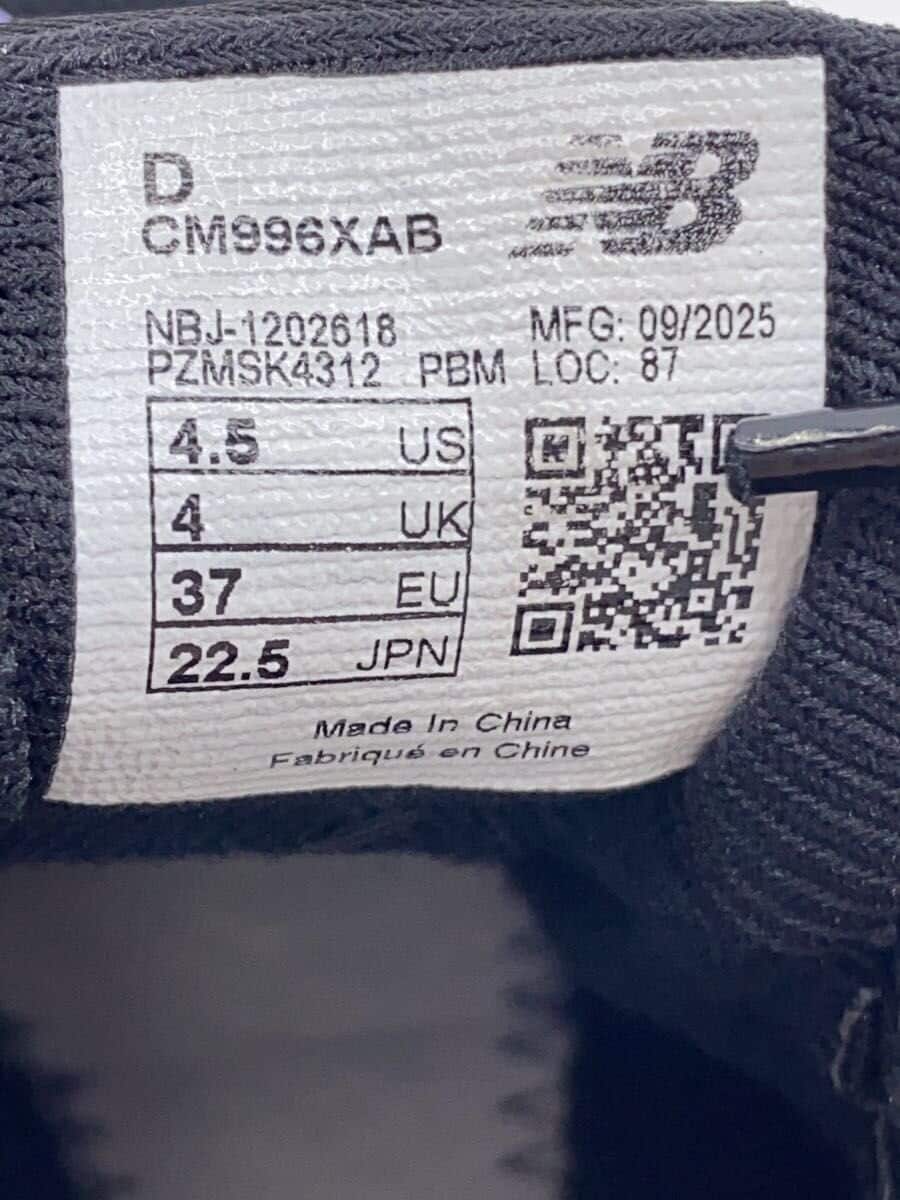 D
CM996XAB
NB
NBJ-1202618 MFG: 09/2025
PZMSK4312 PBM LOC: 87
4.5 US
4 UK
37 EU
22.5 JPN
Made In China
Fabriqué en Chine